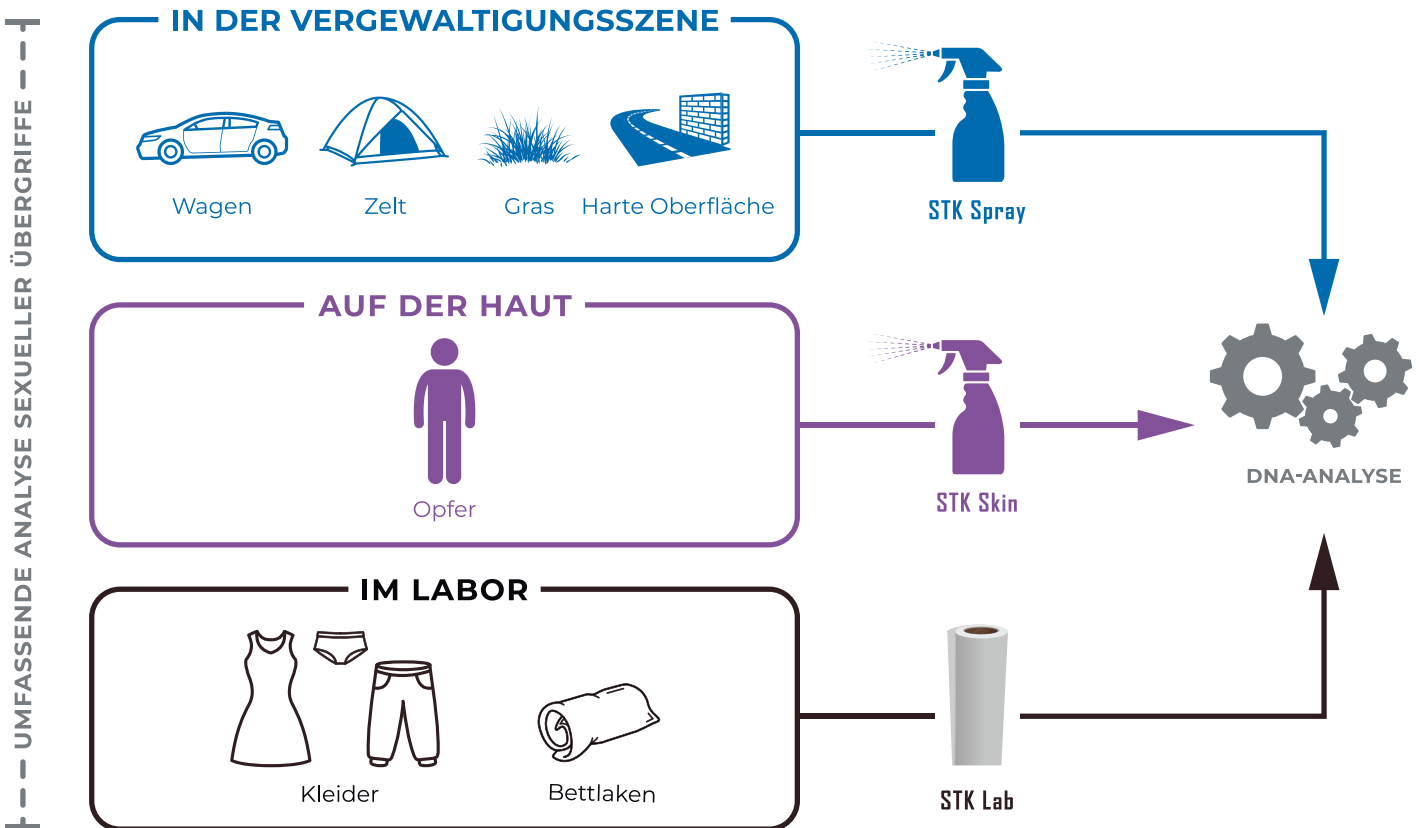 UMFASSENDE ANALYSE SEXUELLER ÜBERGRIFFE
IN DER VERGEWALTIGUNGSSZENE
Wagen
Zelt
Gras
Harte Oberfläche
STK Spray
AUF DER HAUT
Opfer
STK Skin
DNA-ANALYSE
IM LABOR
Kleider
Bettlaken
STK Lab